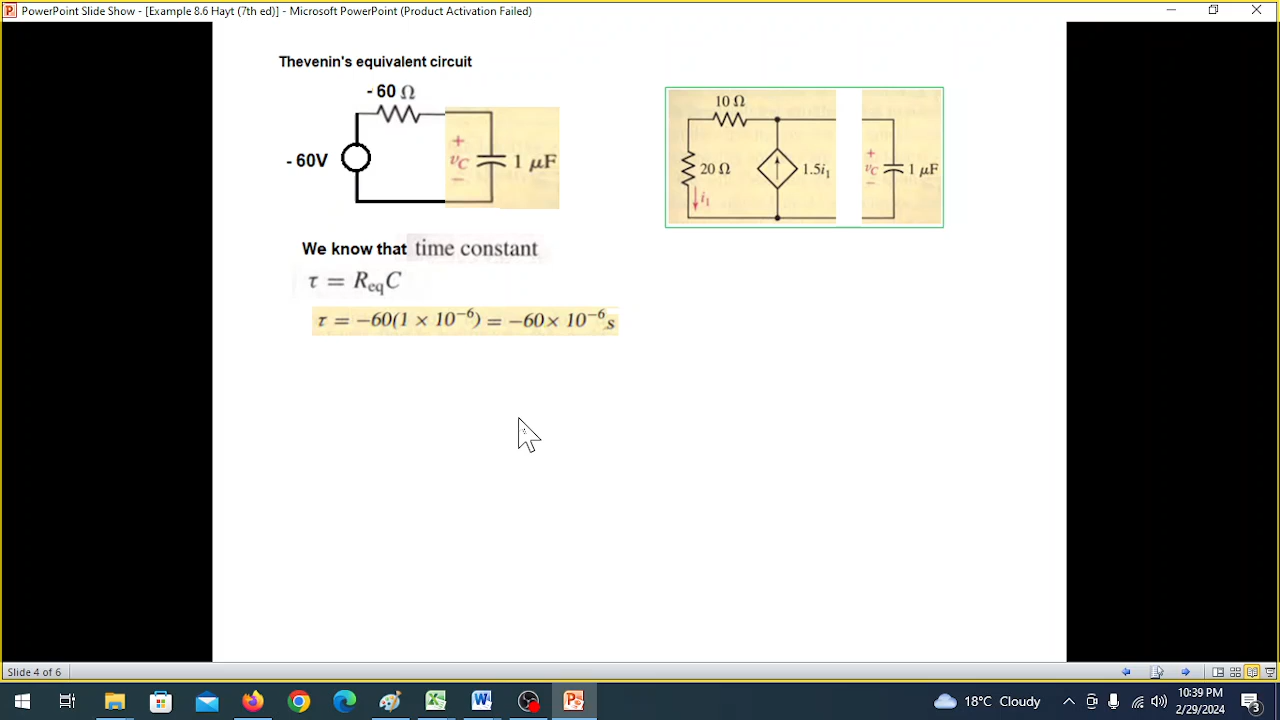 PowerPoint Slide Show - [Example 8.6 Hayt (7th ed)] - Microsoft PowerPoint (Product Activation Failed)
Thevenin's equivalent circuit
- 60 Ω
- 60V
+
vC
−
1 μF
10 Ω
20 Ω
i1
1.5i1
+
vC
−
1 μF
We know that time constant
τ = ReqC
τ = −60(1 × 10−6) = −60× 10−6s
Slide 4 of 6
18°C Cloudy
10:39 PM
2/29/2024
3